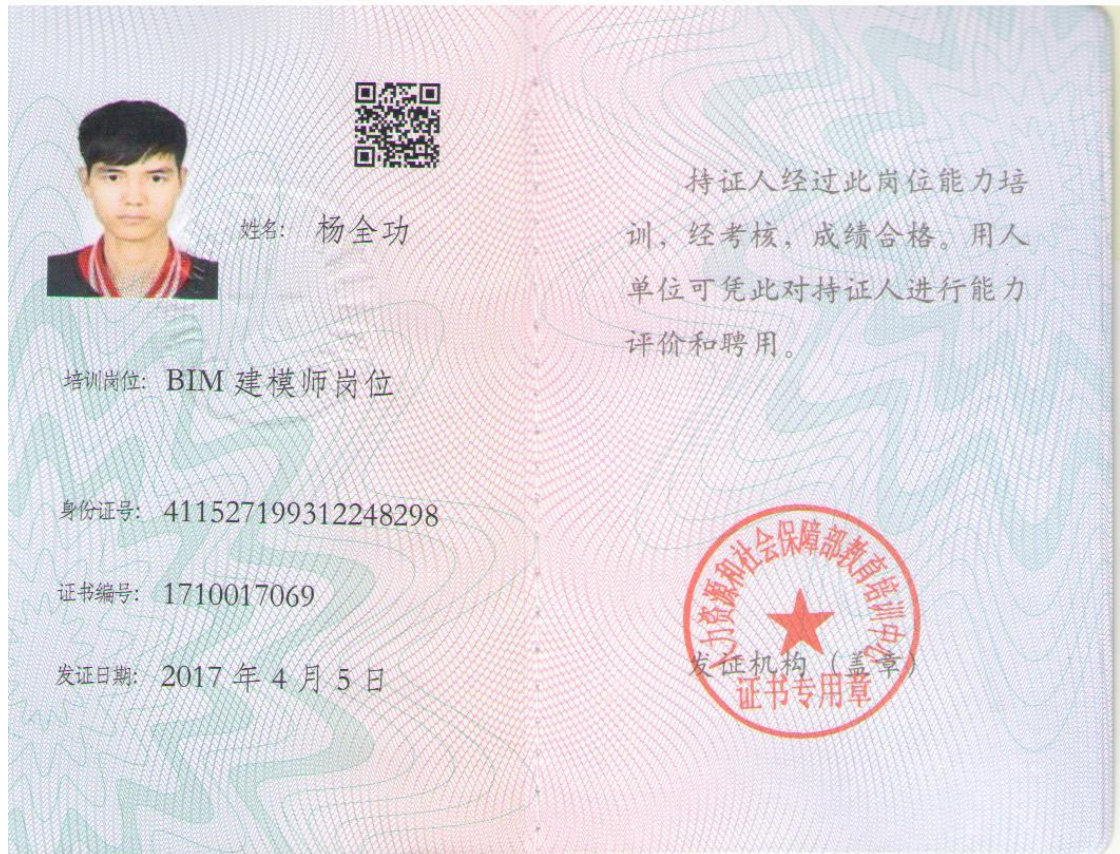 姓名: 杨全功
培训岗位: BIM 建模师岗位
身份证号: 411527199312248298
证书编号: 1710017069
发证日期: 2017 年 4 月 5 日
持证人经过此岗位能力培
训，经考核，成绩合格。用人
单位可凭此对持证人进行能力
评价和聘用。
人力资源和社会保障部教育培训中心
发证机构（盖章）
证书专用章